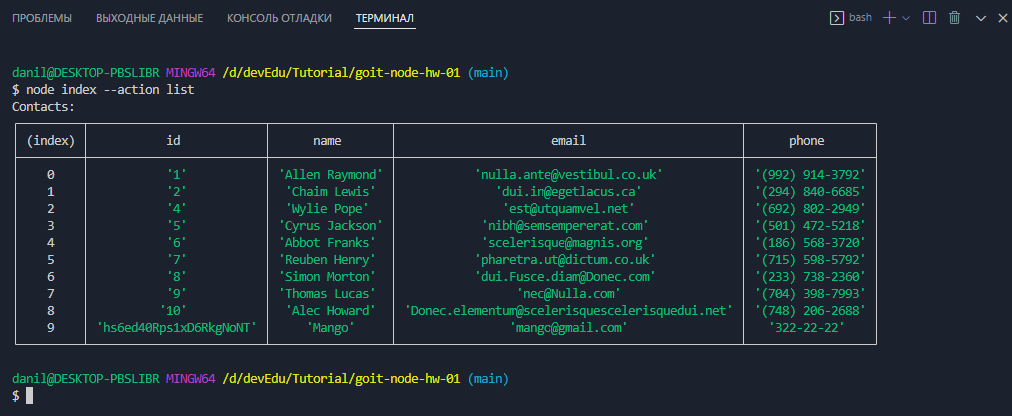 ПРОБЛЕМЫ ВЫХОДНЫЕ ДАННЫЕ КОНСОЛЬ ОТЛАДКИ ТЕРМИНАЛ bash
danil@DESKTOP-PBSLIBR MINGW64 /d/devEdu/Tutorial/goit-node-hw-01 (main)
$ node index --action list
Contacts:
(index) id name email phone
0 '1' 'Allen Raymond' 'nulla.ante@vestibul.co.uk' '(992) 914-3792'
1 '2' 'Chaim Lewis' 'dui.in@egetlacus.ca' '(294) 840-6685'
2 '4' 'Wylie Pope' 'est@utquamvel.net' '(692) 802-2949'
3 '5' 'Cyrus Jackson' 'nibh@semsempererat.com' '(501) 472-5218'
4 '6' 'Abbot Franks' 'scelerisque@magnis.org' '(186) 568-3720'
5 '7' 'Reuben Henry' 'pharetra.ut@dictum.co.uk' '(715) 598-5792'
6 '8' 'Simon Morton' 'dui.Fusce.diam@Donec.com' '(233) 738-2360'
7 '9' 'Thomas Lucas' 'nec@Nulla.com' '(704) 398-7993'
8 '10' 'Alec Howard' 'Donec.elementum@scelerisquescelerisquedui.net' '(748) 206-2688'
9 'hs6ed40Rps1xD6RkgNoNT' 'Mango' 'mango@gmail.com' '322-22-22'
danil@DESKTOP-PBSLIBR MINGW64 /d/devEdu/Tutorial/goit-node-hw-01 (main)
$